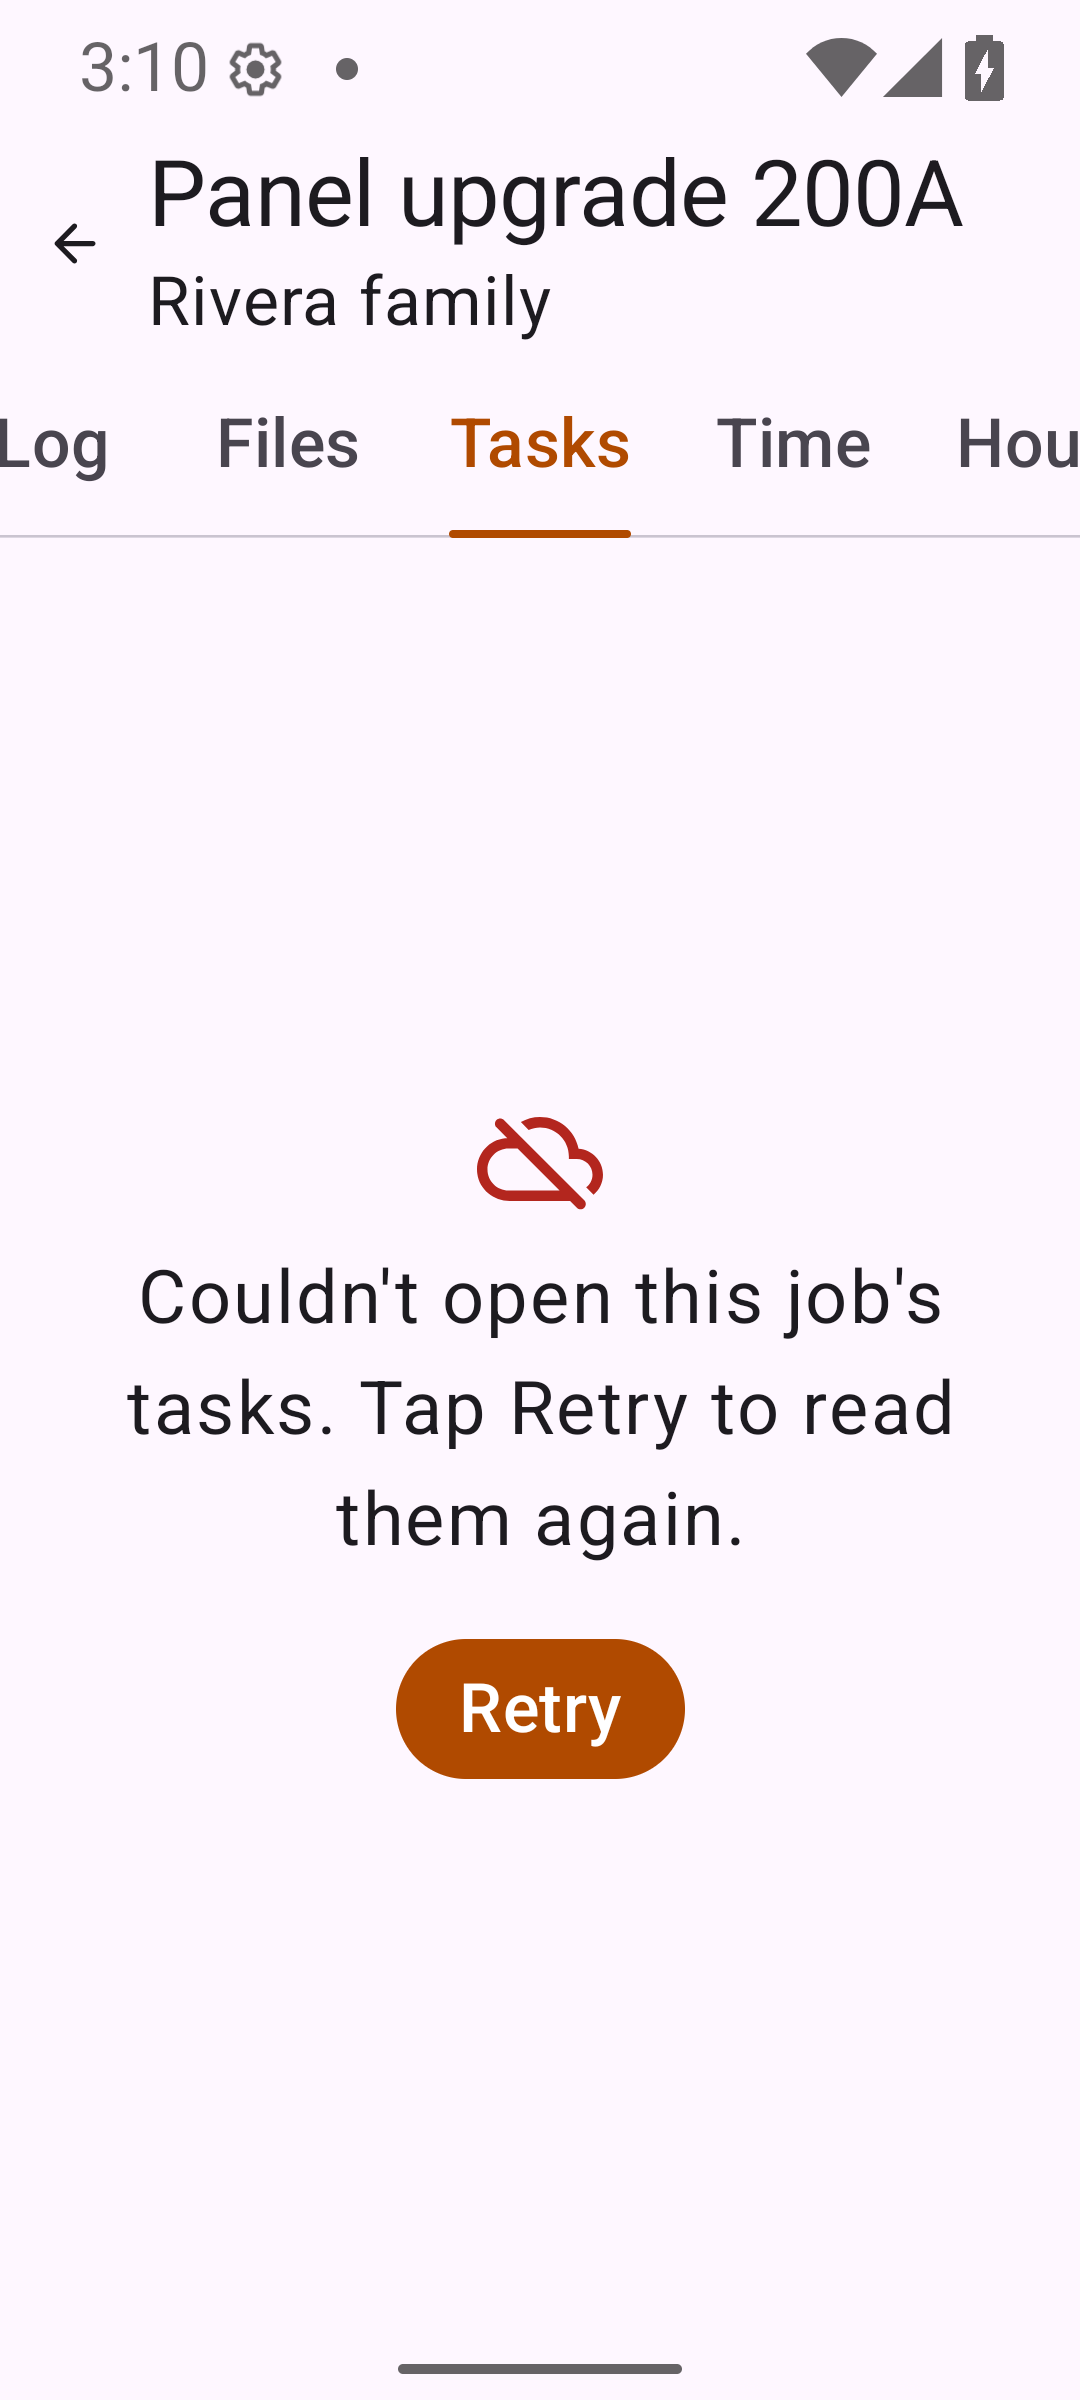 3:10
Panel upgrade 200A
Rivera family
Log Files Tasks Time Hou
Couldn't open this job's
tasks. Tap Retry to read
them again.
Retry